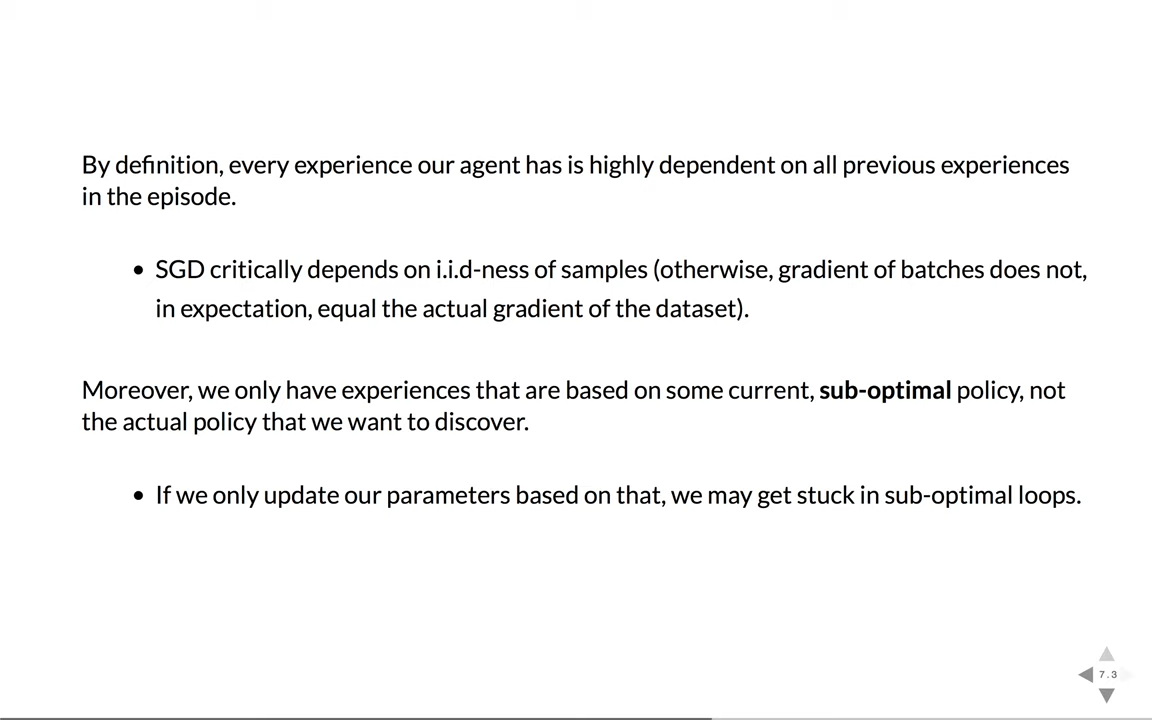 By definition, every experience our agent has is highly dependent on all previous experiences
in the episode.
• SGD critically depends on i.i.d-ness of samples (otherwise, gradient of batches does not,
in expectation, equal the actual gradient of the dataset).
Moreover, we only have experiences that are based on some current, sub-optimal policy, not
the actual policy that we want to discover.
• If we only update our parameters based on that, we may get stuck in sub-optimal loops.
7.3